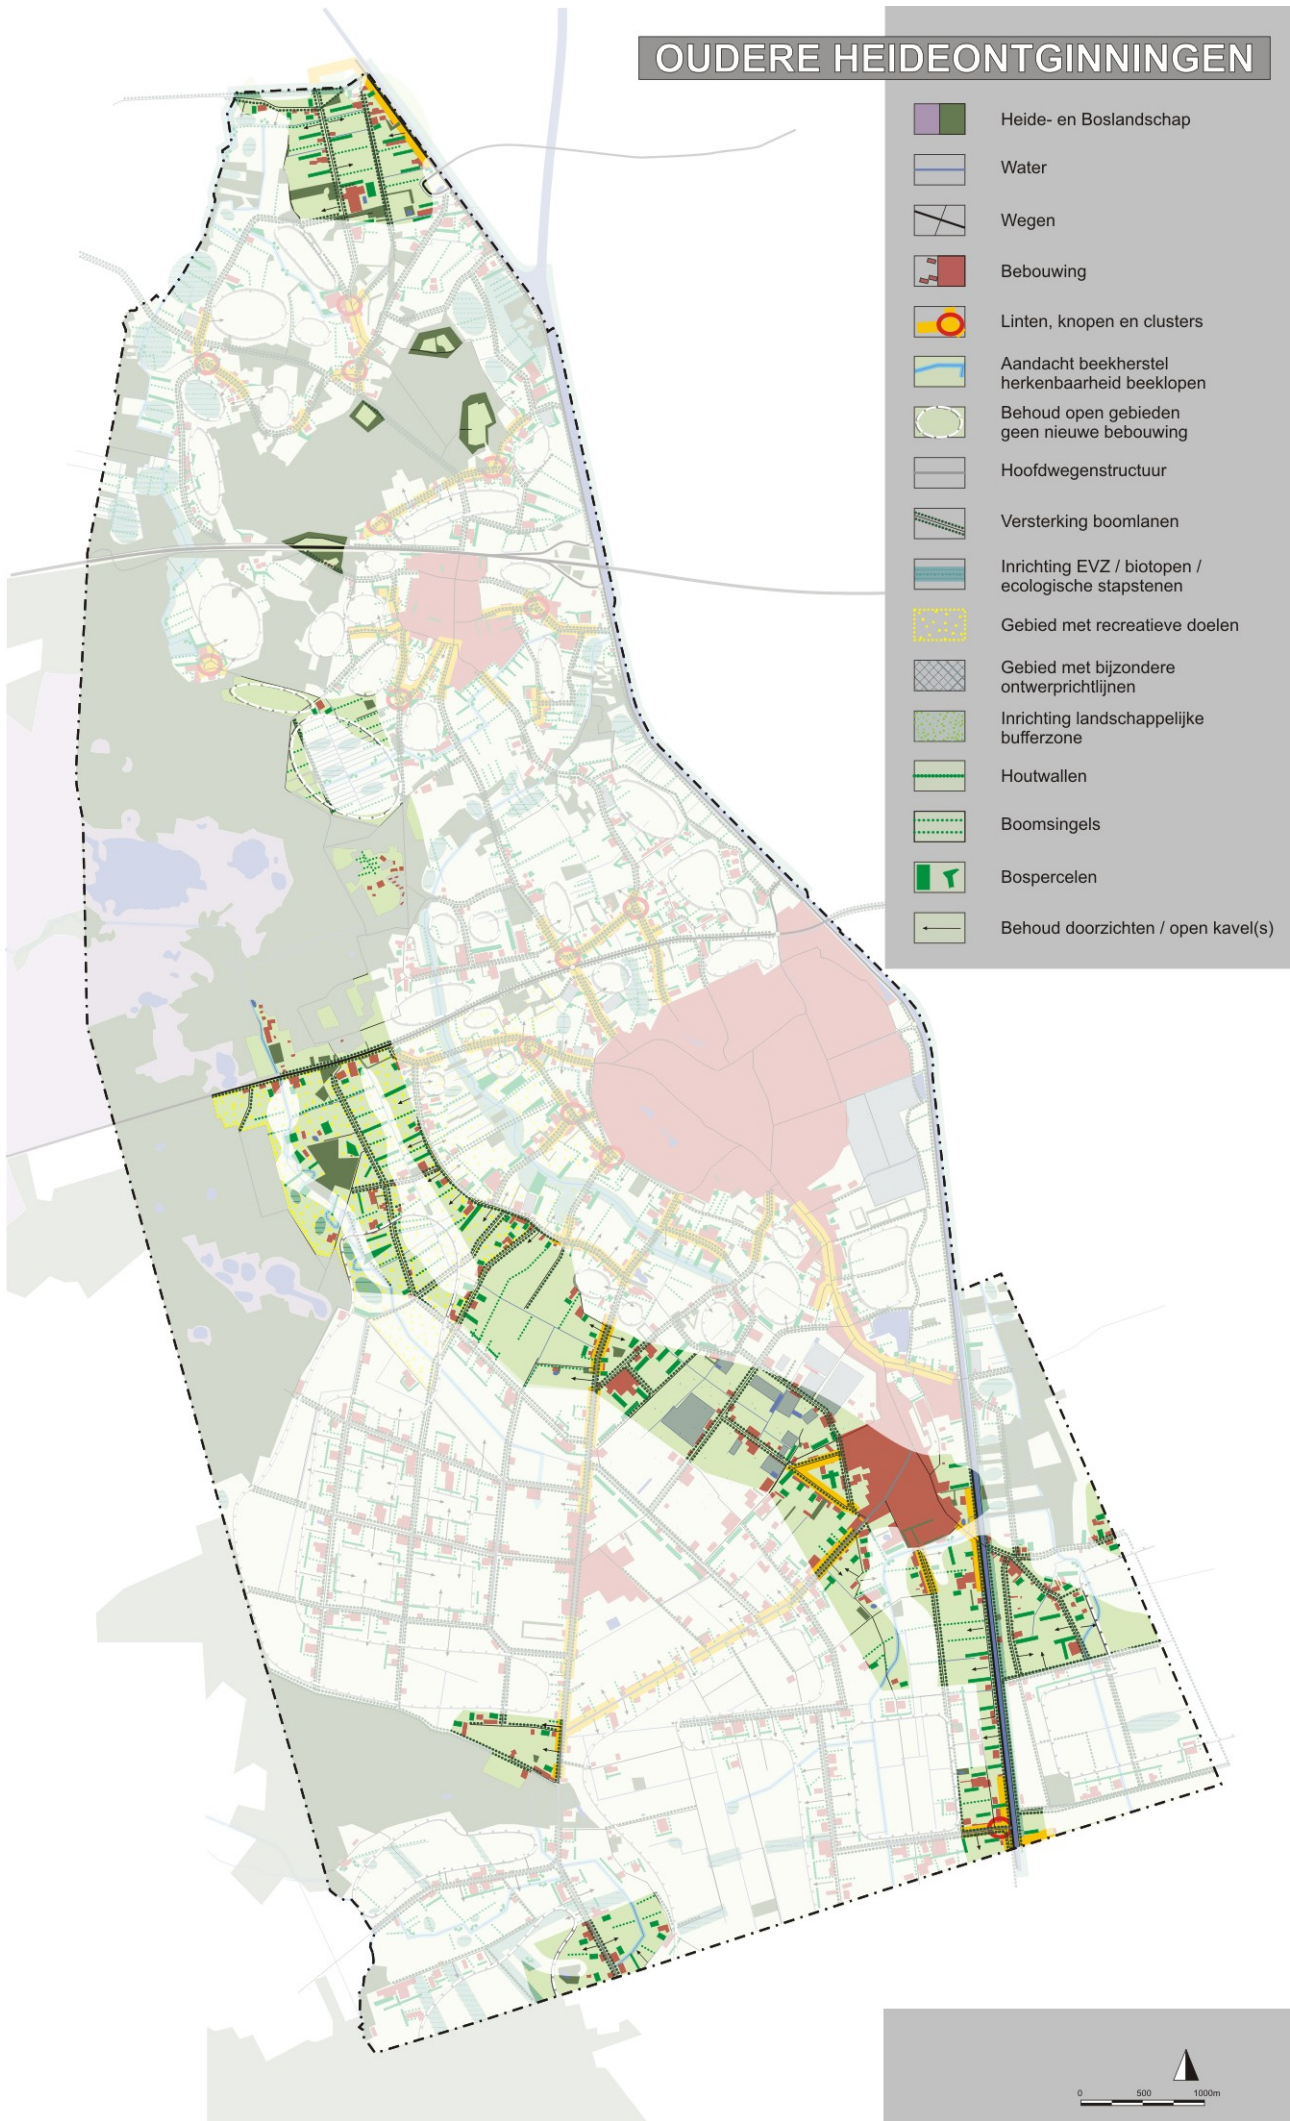 OUDERE HEIDEONTGINNINGEN
Heide- en Boslandschap
Water
Wegen
Bebouwing
Linten, knopen en clusters
Aandacht beekherstel
herkenbaarheid beeklopen
Behoud open gebieden
geen nieuwe bebouwing
Hoofdwegenstructuur
Versterking boomlanen
Inrichting EVZ / biotopen /
ecologische stapstenen
Gebied met recreatieve doelen
Gebied met bijzondere
ontwerprichtlijnen
Inrichting landschappelijke
bufferzone
Houtwallen
Boomsingels
Bospercelen
Behoud doorzichten / open kavel(s)
0 500 1000m